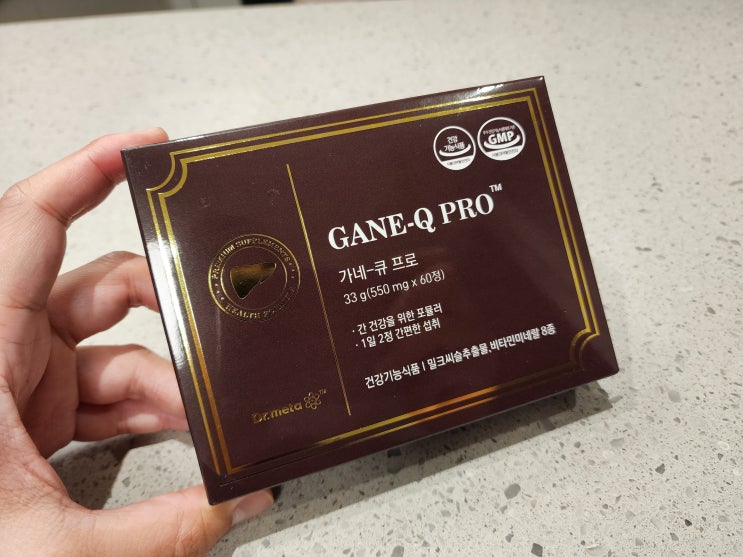 건강
기능식품
GMP
GANE-Q PRO™
가네-큐 프로
33 g(550 mg x 60정)
· 간 건강을 위한 포뮬러
· 1일 2정 간편한 섭취
건강기능식품 | 밀크씨슬추출물, 비타민미네랄 8종
PREMIUM SUPPLEMENTS
Dr.meta™